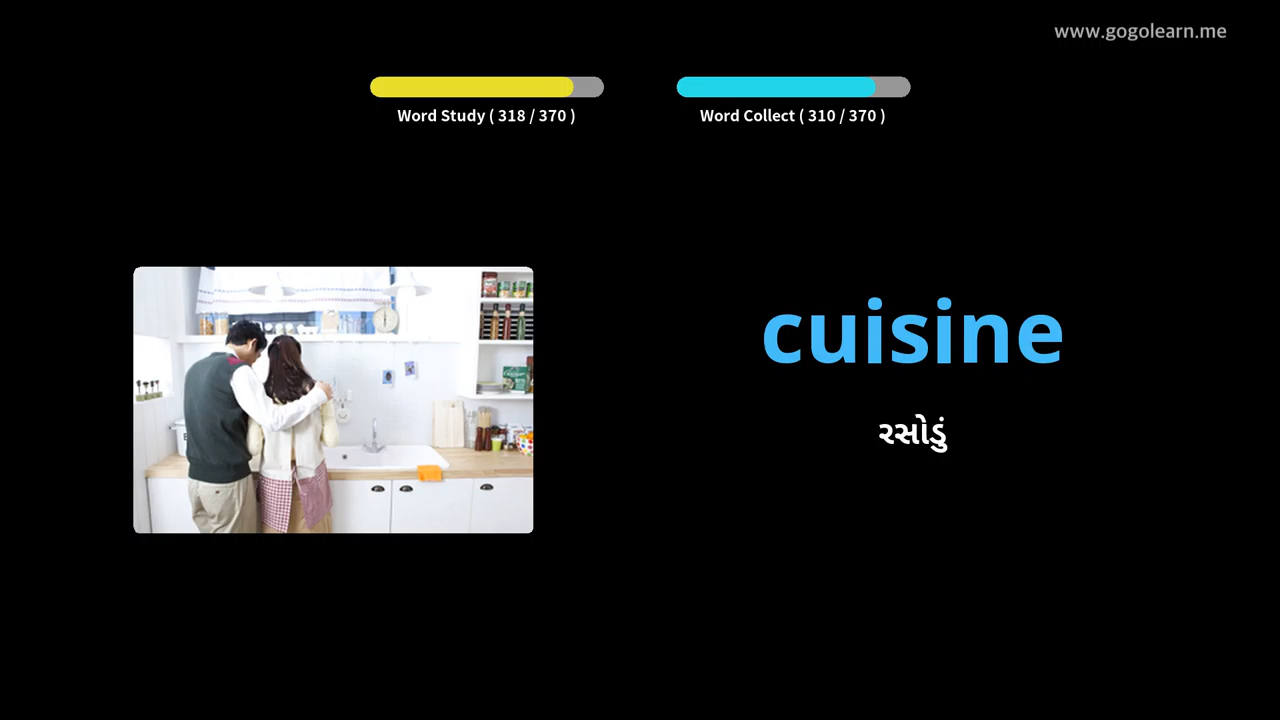 www.gogolearn.me
Word Study ( 318 / 370 )
Word Collect ( 310 / 370 )
cuisine
રસોડું